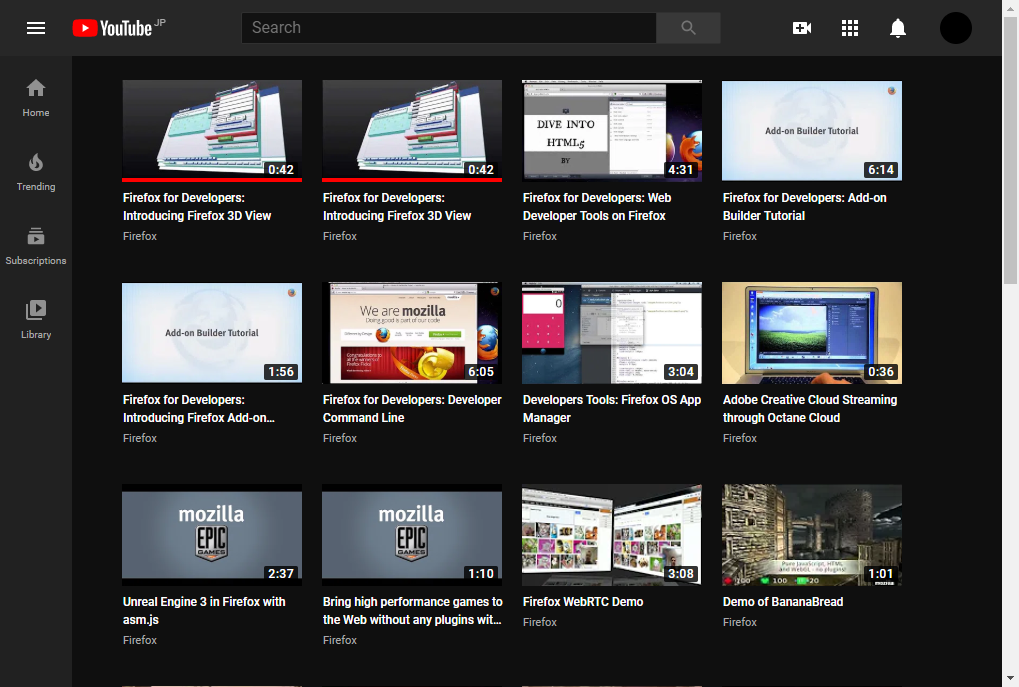 YouTube JP
Search
Home
Trending
Subscriptions
Library
0:42
Firefox for Developers:
Introducing Firefox 3D View
Firefox
0:42
Firefox for Developers:
Introducing Firefox 3D View
Firefox
DIVE INTO
HTML5
BY
4:31
Firefox for Developers: Web
Developer Tools on Firefox
Firefox
Add-on Builder Tutorial
6:14
Firefox for Developers: Add-on
Builder Tutorial
Firefox
Add-on Builder Tutorial
1:56
Firefox for Developers:
Introducing Firefox Add-on...
Firefox
We are mozilla
Doing good is part of our code
6:05
Firefox for Developers: Developer
Command Line
Firefox
0
3:04
Developers Tools: Firefox OS App
Manager
Firefox
0:36
Adobe Creative Cloud Streaming
through Octane Cloud
Firefox
mozilla
EPIC
GAMES
2:37
Unreal Engine 3 in Firefox with
asm.js
Firefox
mozilla
EPIC
GAMES
1:10
Bring high performance games to
the Web without any plugins wit...
Firefox
3:08
Firefox WebRTC Demo
Firefox
Pure JavaScript, HTML
and WebGL - no plugins!
100
100
20
mozilla
1:01
Demo of BananaBread
Firefox